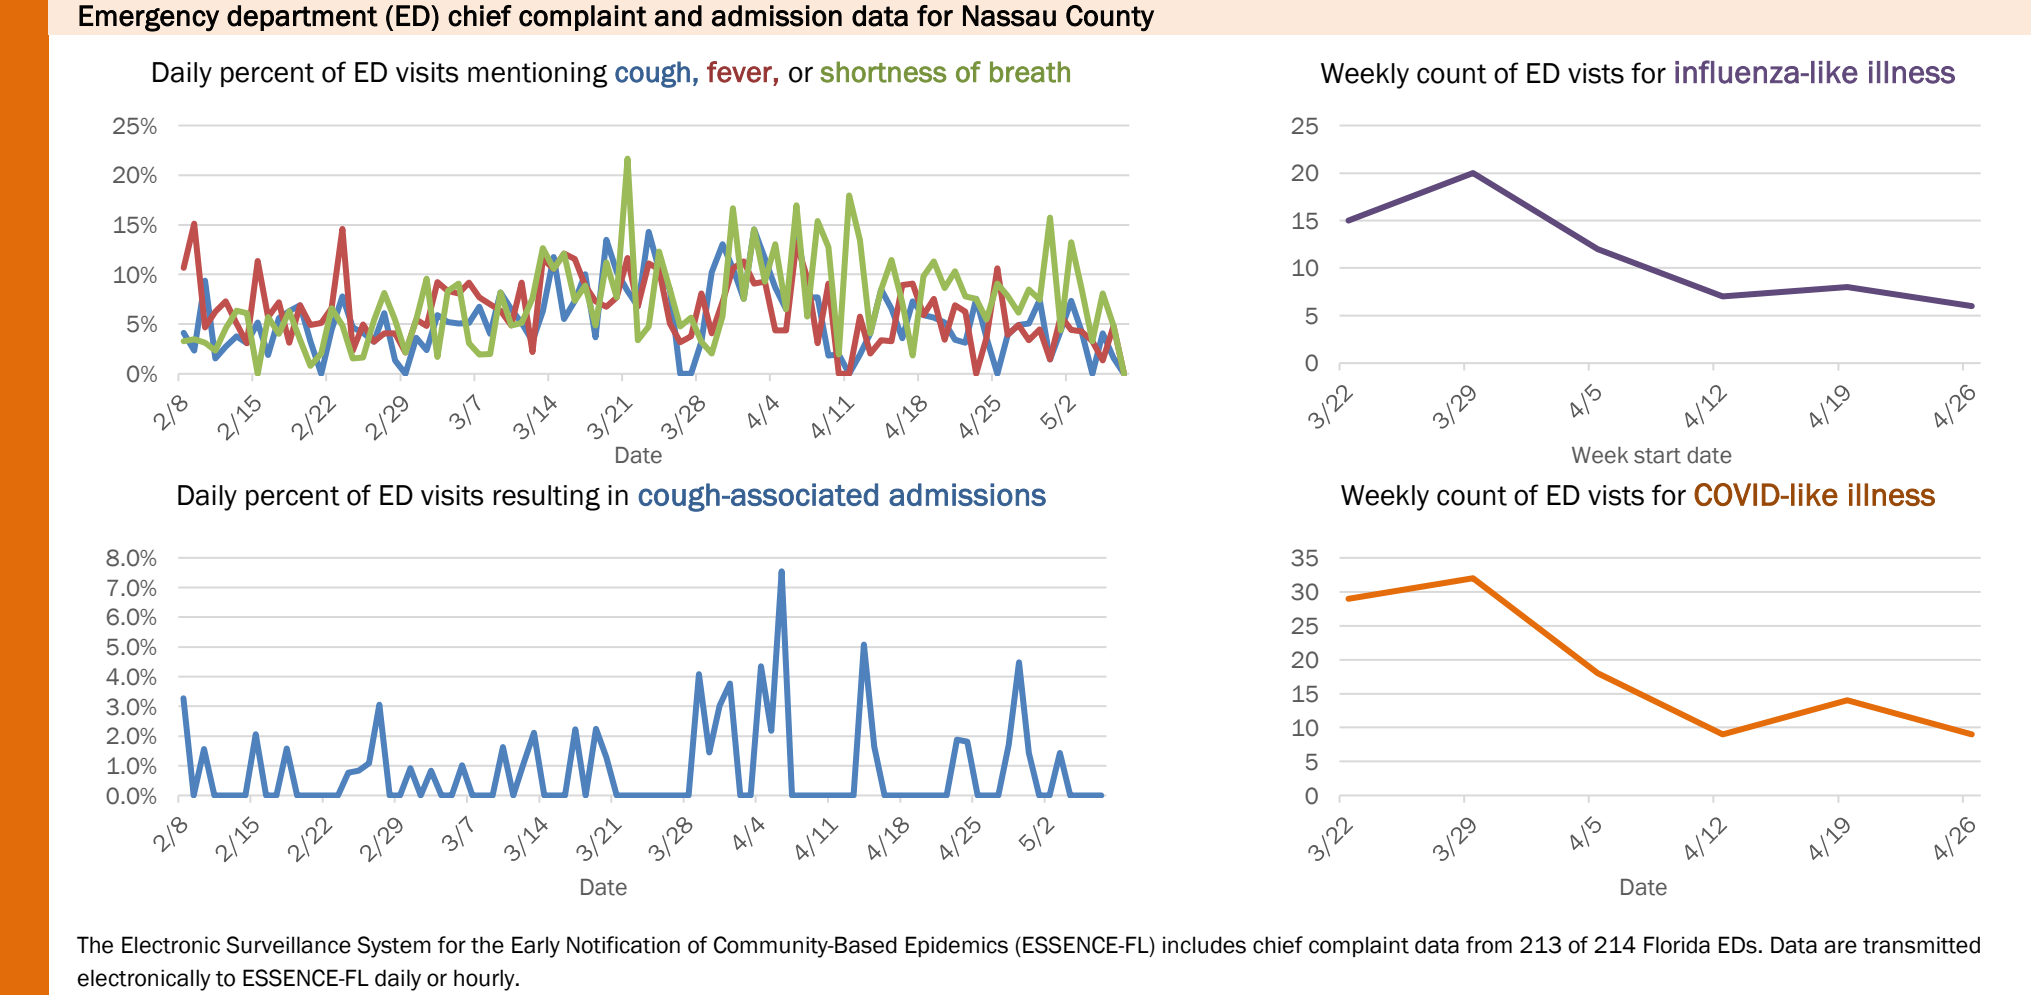 Emergency department (ED) chief complaint and admission data for Nassau County
Daily percent of ED visits mentioning cough, fever, or shortness of breath
25%
20%
15%
10%
5%
0%
2/8 2/15 2/22 2/29 3/7 3/14 3/21 3/28 4/4 4/11 4/18 4/25 5/2
Date
Weekly count of ED vists for influenza-like illness
25
20
15
10
5
0
3/22 3/29 4/5 4/12 4/19 4/26
Week start date
Daily percent of ED visits resulting in cough-associated admissions
8.0%
7.0%
6.0%
5.0%
4.0%
3.0%
2.0%
1.0%
0.0%
2/8 2/15 2/22 2/29 3/7 3/14 3/21 3/28 4/4 4/11 4/18 4/25 5/2
Date
Weekly count of ED vists for COVID-like illness
35
30
25
20
15
10
5
0
3/22 3/29 4/5 4/12 4/19 4/26
Date
The Electronic Surveillance System for the Early Notification of Community-Based Epidemics (ESSENCE-FL) includes chief complaint data from 213 of 214 Florida EDs. Data are transmitted
electronically to ESSENCE-FL daily or hourly.